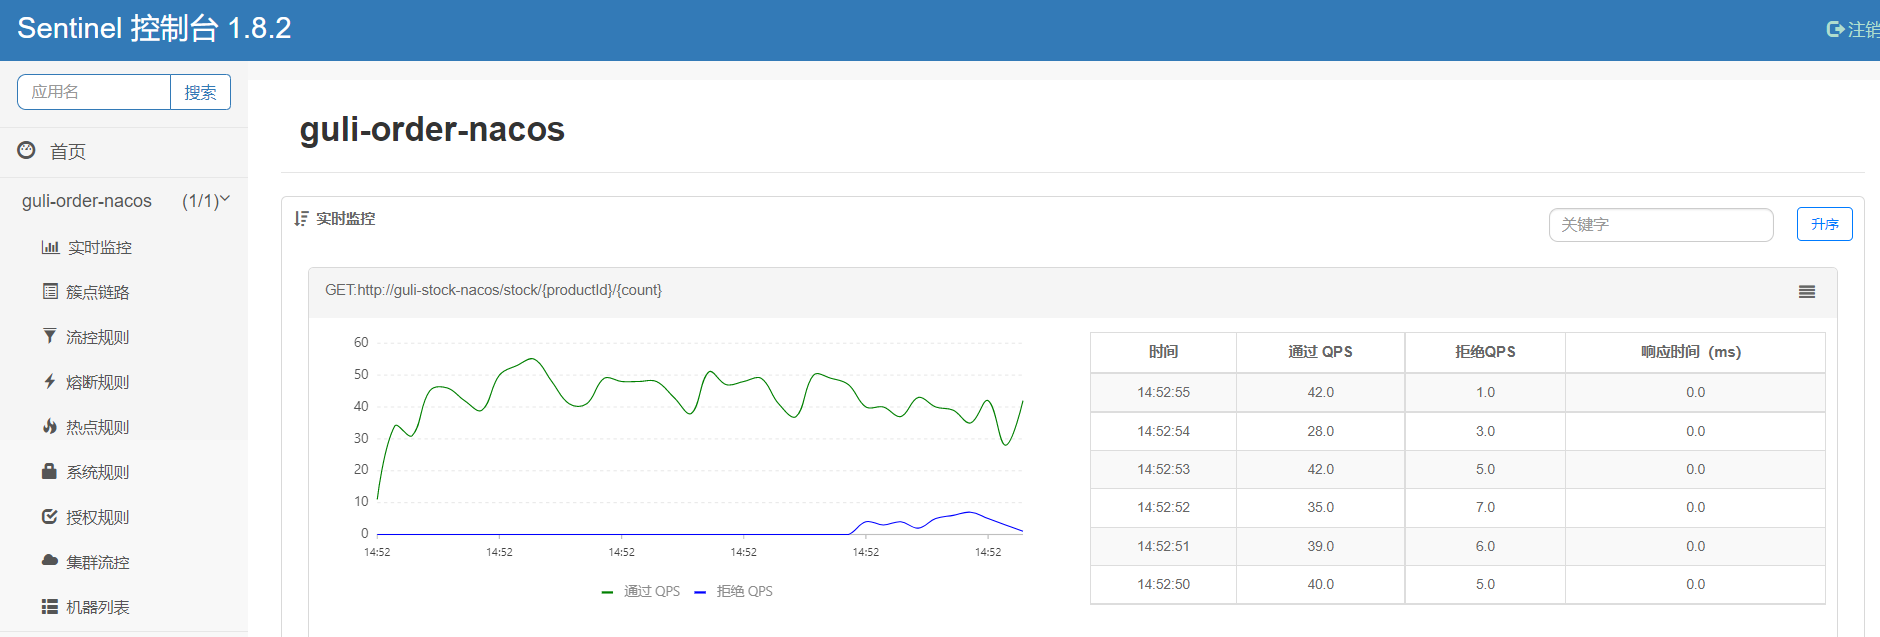 Sentinel 控制台 1.8.2
注销
应用名
搜索
首页
guli-order-nacos (1/1)
实时监控
簇点链路
流控规则
熔断规则
热点规则
系统规则
授权规则
集群流控
机器列表
guli-order-nacos
实时监控
关键字
升序
GET:http://guli-stock-nacos/stock/{productId}/{count}
60
50
40
30
20
10
0
14:52 14:52 14:52 14:52 14:52 14:52
通过 QPS 拒绝 QPS
时间 通过 QPS 拒绝QPS 响应时间（ms）
14:52:55 42.0 1.0 0.0
14:52:54 28.0 3.0 0.0
14:52:53 42.0 5.0 0.0
14:52:52 35.0 7.0 0.0
14:52:51 39.0 6.0 0.0
14:52:50 40.0 5.0 0.0